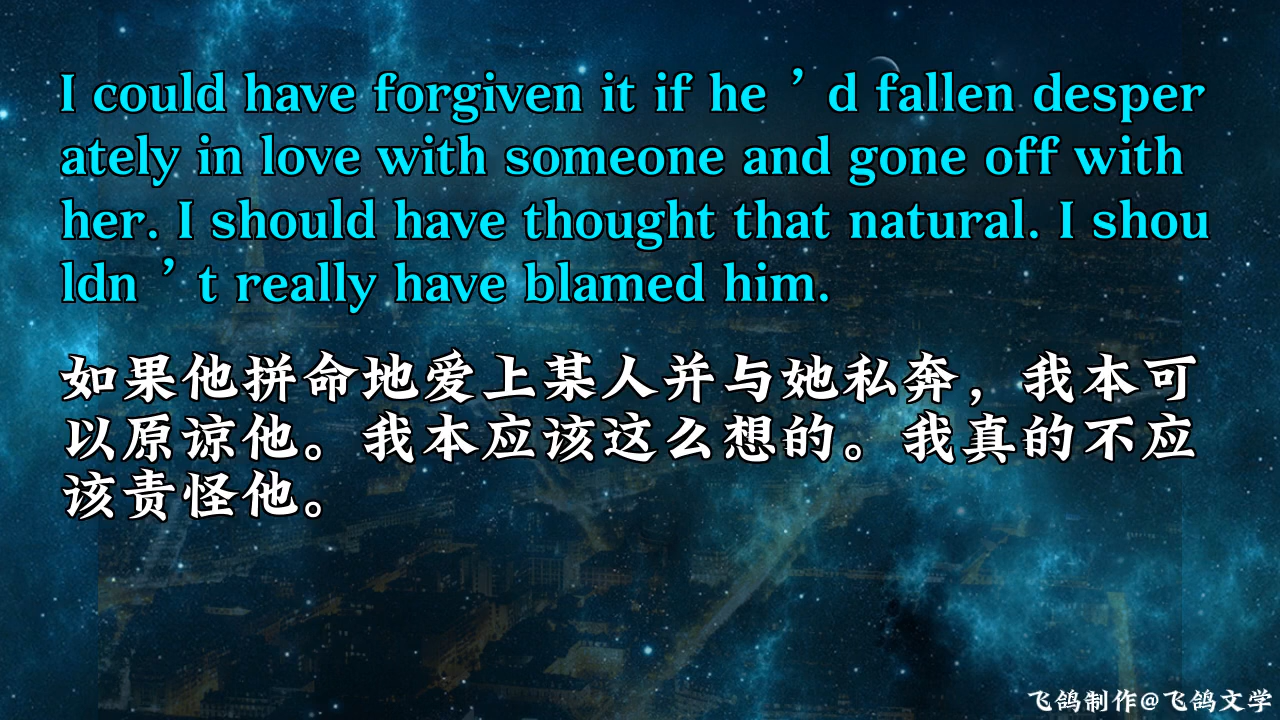 I could have forgiven it if he ’ d fallen desper
ately in love with someone and gone off with
her. I should have thought that natural. I shou
ldn ’ t really have blamed him.
如果他拼命地爱上某人并与她私奔，我本可
以原谅他。我本应该这么想的。我真的不应
该责怪他。
飞鸽制作@飞鸽文学